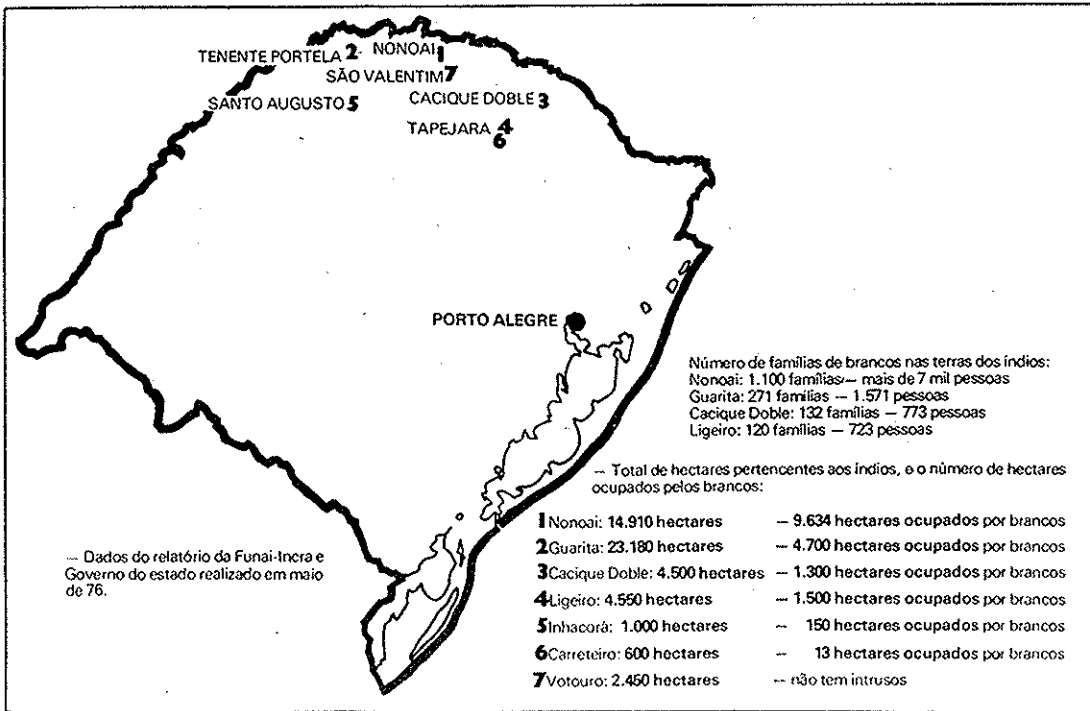 TENENTE PORTELA 2
NONOAI 1
SÃO VALENTIM 7
SANTO AUGUSTO 5
CACIQUE DOBLE 3
TAPEJARA 4
6
PORTO ALEGRE
Número de famílias de brancos nas terras dos índios:
Nonoai: 1.100 famílias — mais de 7 mil pessoas
Guarita: 271 famílias — 1.571 pessoas
Cacique Doble: 132 famílias — 773 pessoas
Ligeiro: 120 famílias — 723 pessoas
— Total de hectares pertencentes aos índios, e o número de hectares
ocupados pelos brancos:
1 Nonoai: 14.910 hectares — 9.634 hectares ocupados por brancos
2 Guarita: 23.180 hectares — 4.700 hectares ocupados por brancos
3 Cacique Doble: 4.500 hectares — 1.300 hectares ocupados por brancos
4 Ligeiro: 4.550 hectares — 1.500 hectares ocupados por brancos
5 Inhacorá: 1.000 hectares — 150 hectares ocupados por brancos
6 Carreteiro: 600 hectares — 13 hectares ocupados por brancos
7 Votouro: 2.450 hectares — não tem intrusos
— Dados do relatório da Funai-Incra e
Governo do estado realizado em maio
de 76.